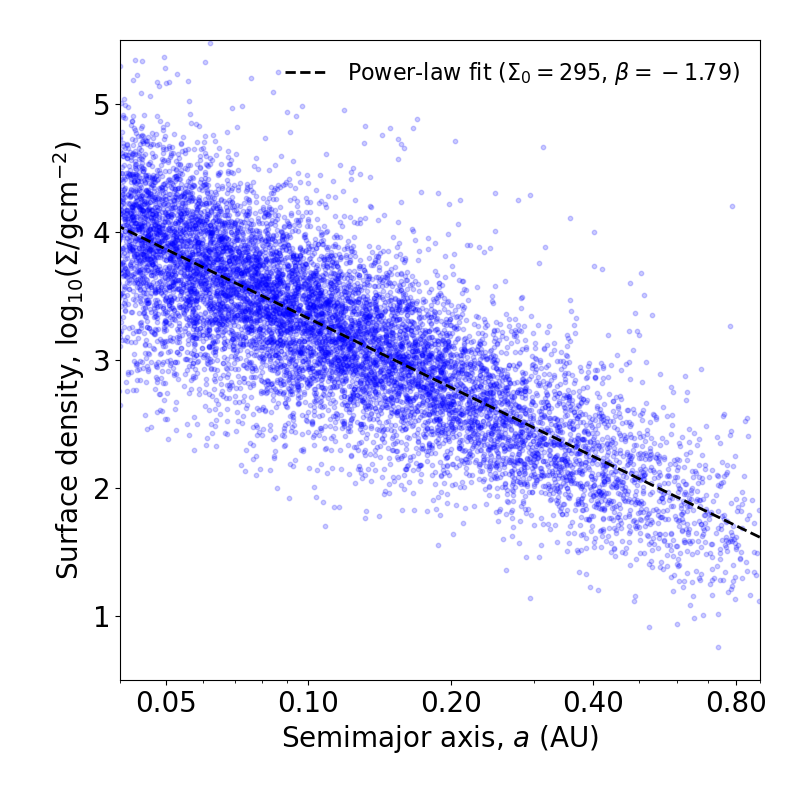 Power-law fit (Σ₀ = 295, β = −1.79)
5
4
3
2
1
Surface density, log₁₀(Σ/gcm⁻²)
0.05 0.10 0.20 0.40 0.80
Semimajor axis, a (AU)